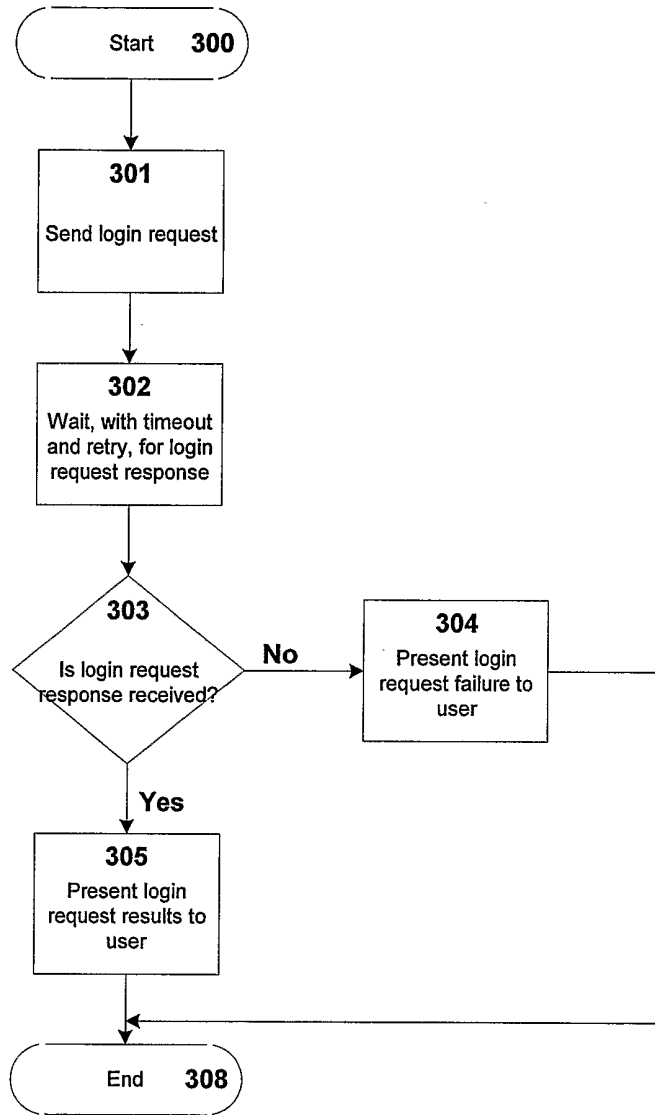 Start 300
301
Send login request
302
Wait, with timeout
and retry, for login
request response
303
Is login request
response received?
No
304
Present login
request failure to
user
Yes
305
Present login
request results to
user
End 308